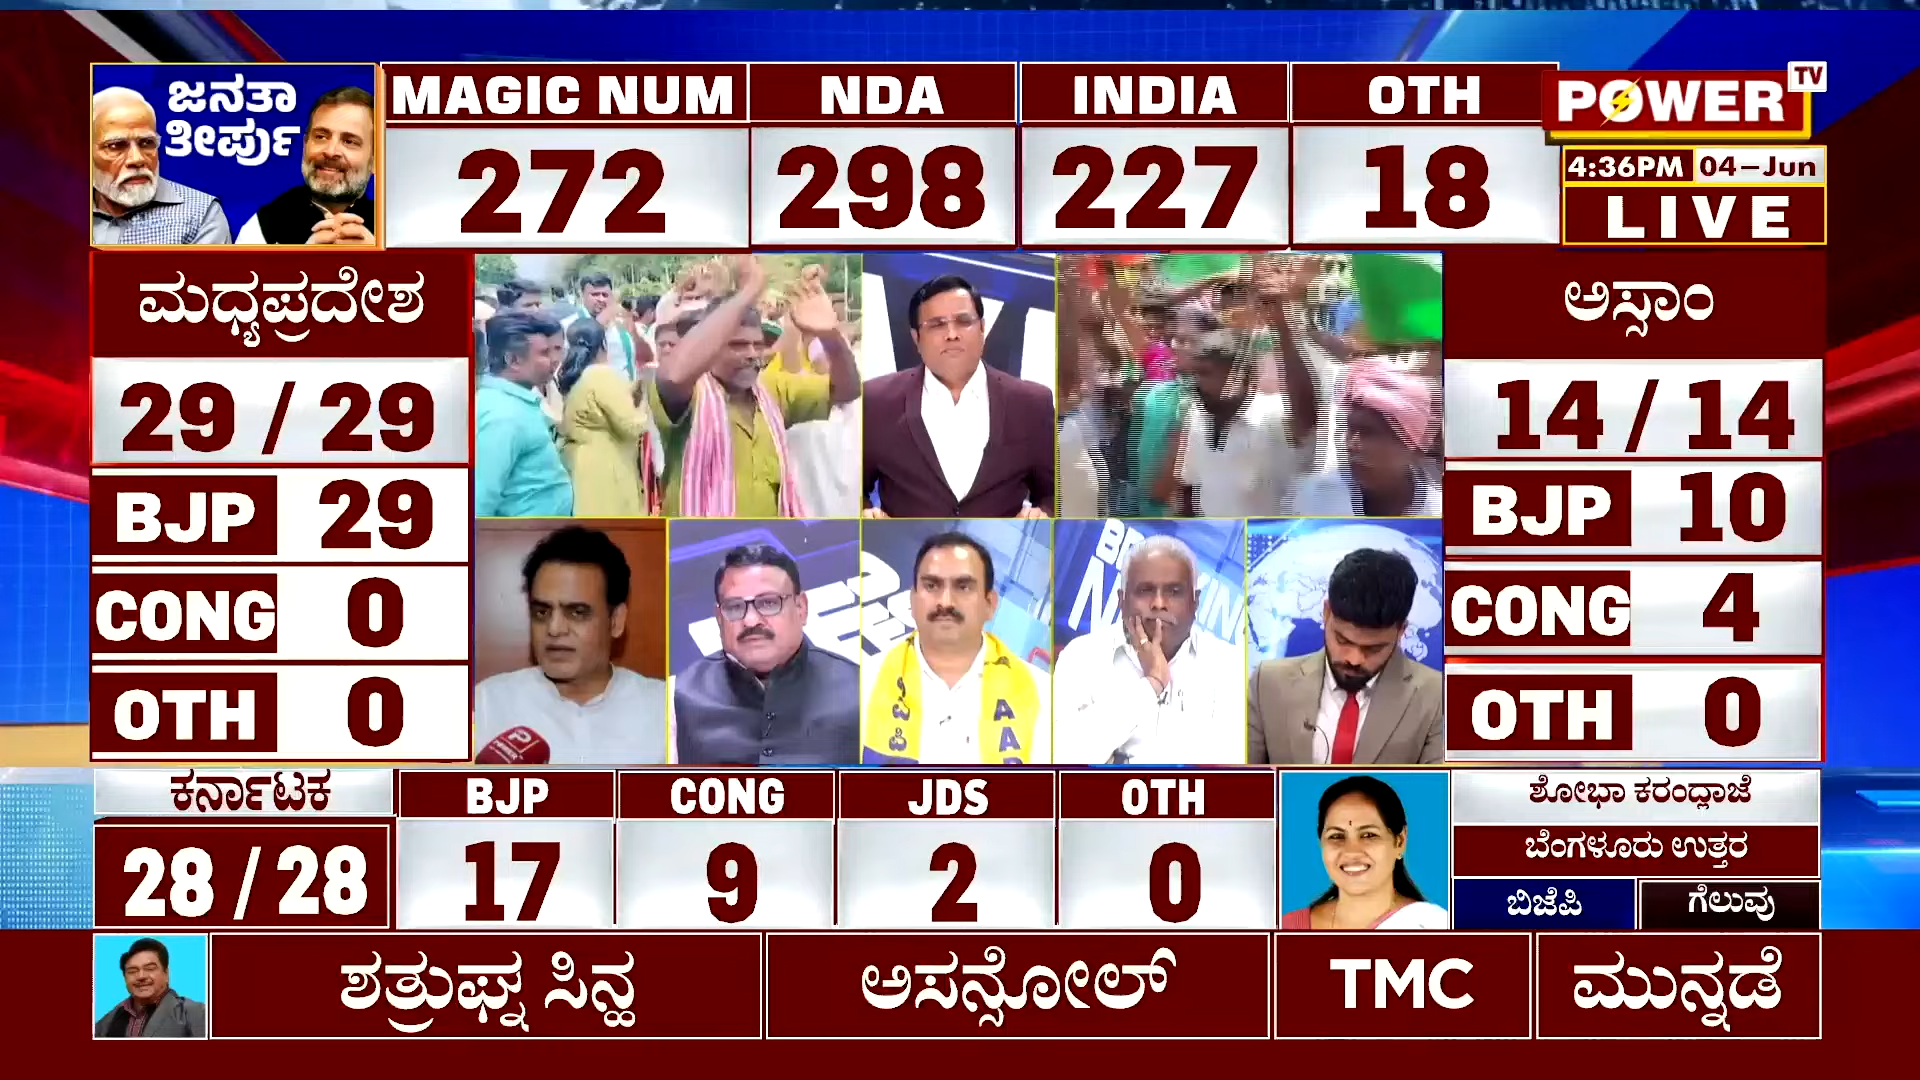 ಜನತಾ
ತೀರ್ಪು
MAGIC NUM
NDA
INDIA
OTH
272
298
227
18
POWER TV
4:36PM 04-Jun
LIVE
ಮಧ್ಯಪ್ರದೇಶ
29 / 29
BJP 29
CONG 0
OTH 0
ಅಸ್ಸಾಂ
14 / 14
BJP 10
CONG 4
OTH 0
POWER
ಎಎಪಿ
AAP
ಕರ್ನಾಟಕ
BJP
CONG
JDS
OTH
28 / 28
17
9
2
0
ಶೋಭಾ ಕರಂದ್ಲಾಜೆ
ಬೆಂಗಳೂರು ಉತ್ತರ
ಬಿಜೆಪಿ
ಗೆಲುವು
ಶತ್ರುಘ್ನ ಸಿನ್ಹ
ಅಸನ್ಸೋಲ್
TMC
ಮುನ್ನಡೆ